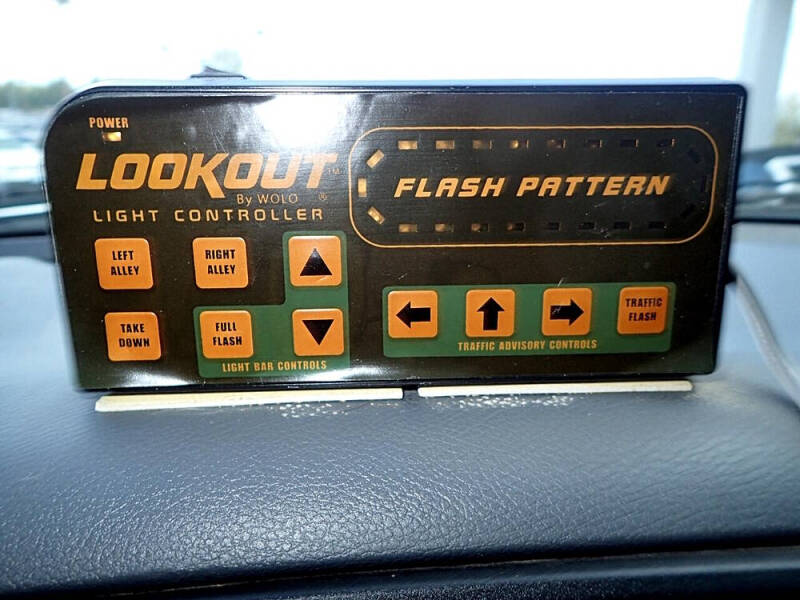 POWER
LOOKOUT™
By WOLO ®
LIGHT CONTROLLER
FLASH PATTERN
LEFT
ALLEY
RIGHT
ALLEY
TAKE
DOWN
FULL
FLASH
LIGHT BAR CONTROLS
TRAFFIC
FLASH
TRAFFIC ADVISORY CONTROLS